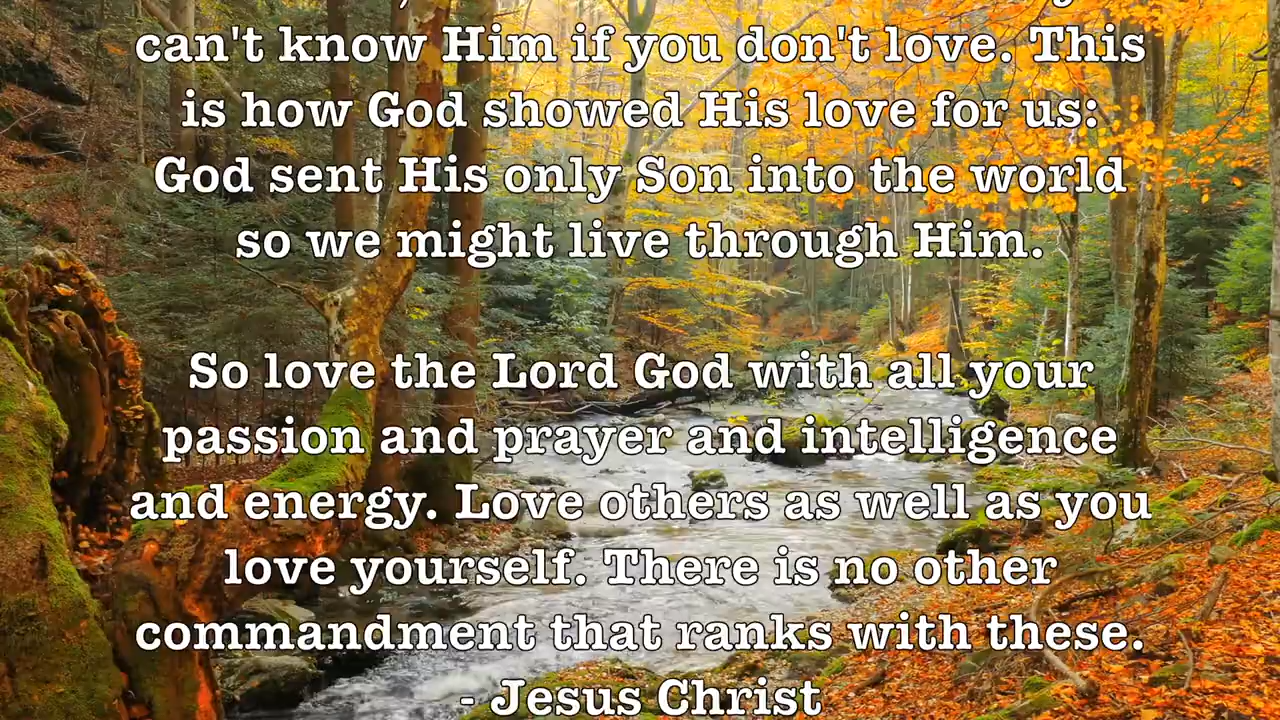 can't know Him if you don't love. This
is how God showed His love for us:
God sent His only Son into the world
so we might live through Him.
So love the Lord God with all your
passion and prayer and intelligence
and energy. Love others as well as you
love yourself. There is no other
commandment that ranks with these.
- Jesus Christ